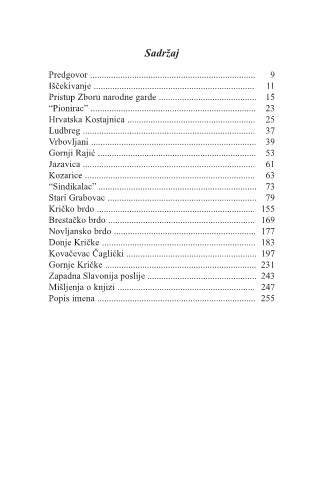 Sadržaj
Predgovor ........................................................................ 9
Iščekivanje ...................................................................... 11
Pristup Zboru narodne garde .......................................... 15
“Pionirac” ........................................................................ 23
Hrvatska Kostajnica ........................................................ 25
Ludbreg ........................................................................... 37
Vrbovljani ....................................................................... 39
Gornji Rajić .................................................................... 53
Jazavica ........................................................................... 61
Kozarice .......................................................................... 63
“Sindikalac” .................................................................... 73
Stari Grabovac ................................................................ 79
Kričko brdo ..................................................................... 155
Brestačko brdo ................................................................ 169
Novljansko brdo .............................................................. 177
Donje Kričke ................................................................... 183
Kovačevac Čaglićki ........................................................ 197
Gornje Kričke .................................................................. 231
Zapadna Slavonija poslije ............................................... 243
Mišljenja o knjizi ............................................................ 247
Popis imena ..................................................................... 255